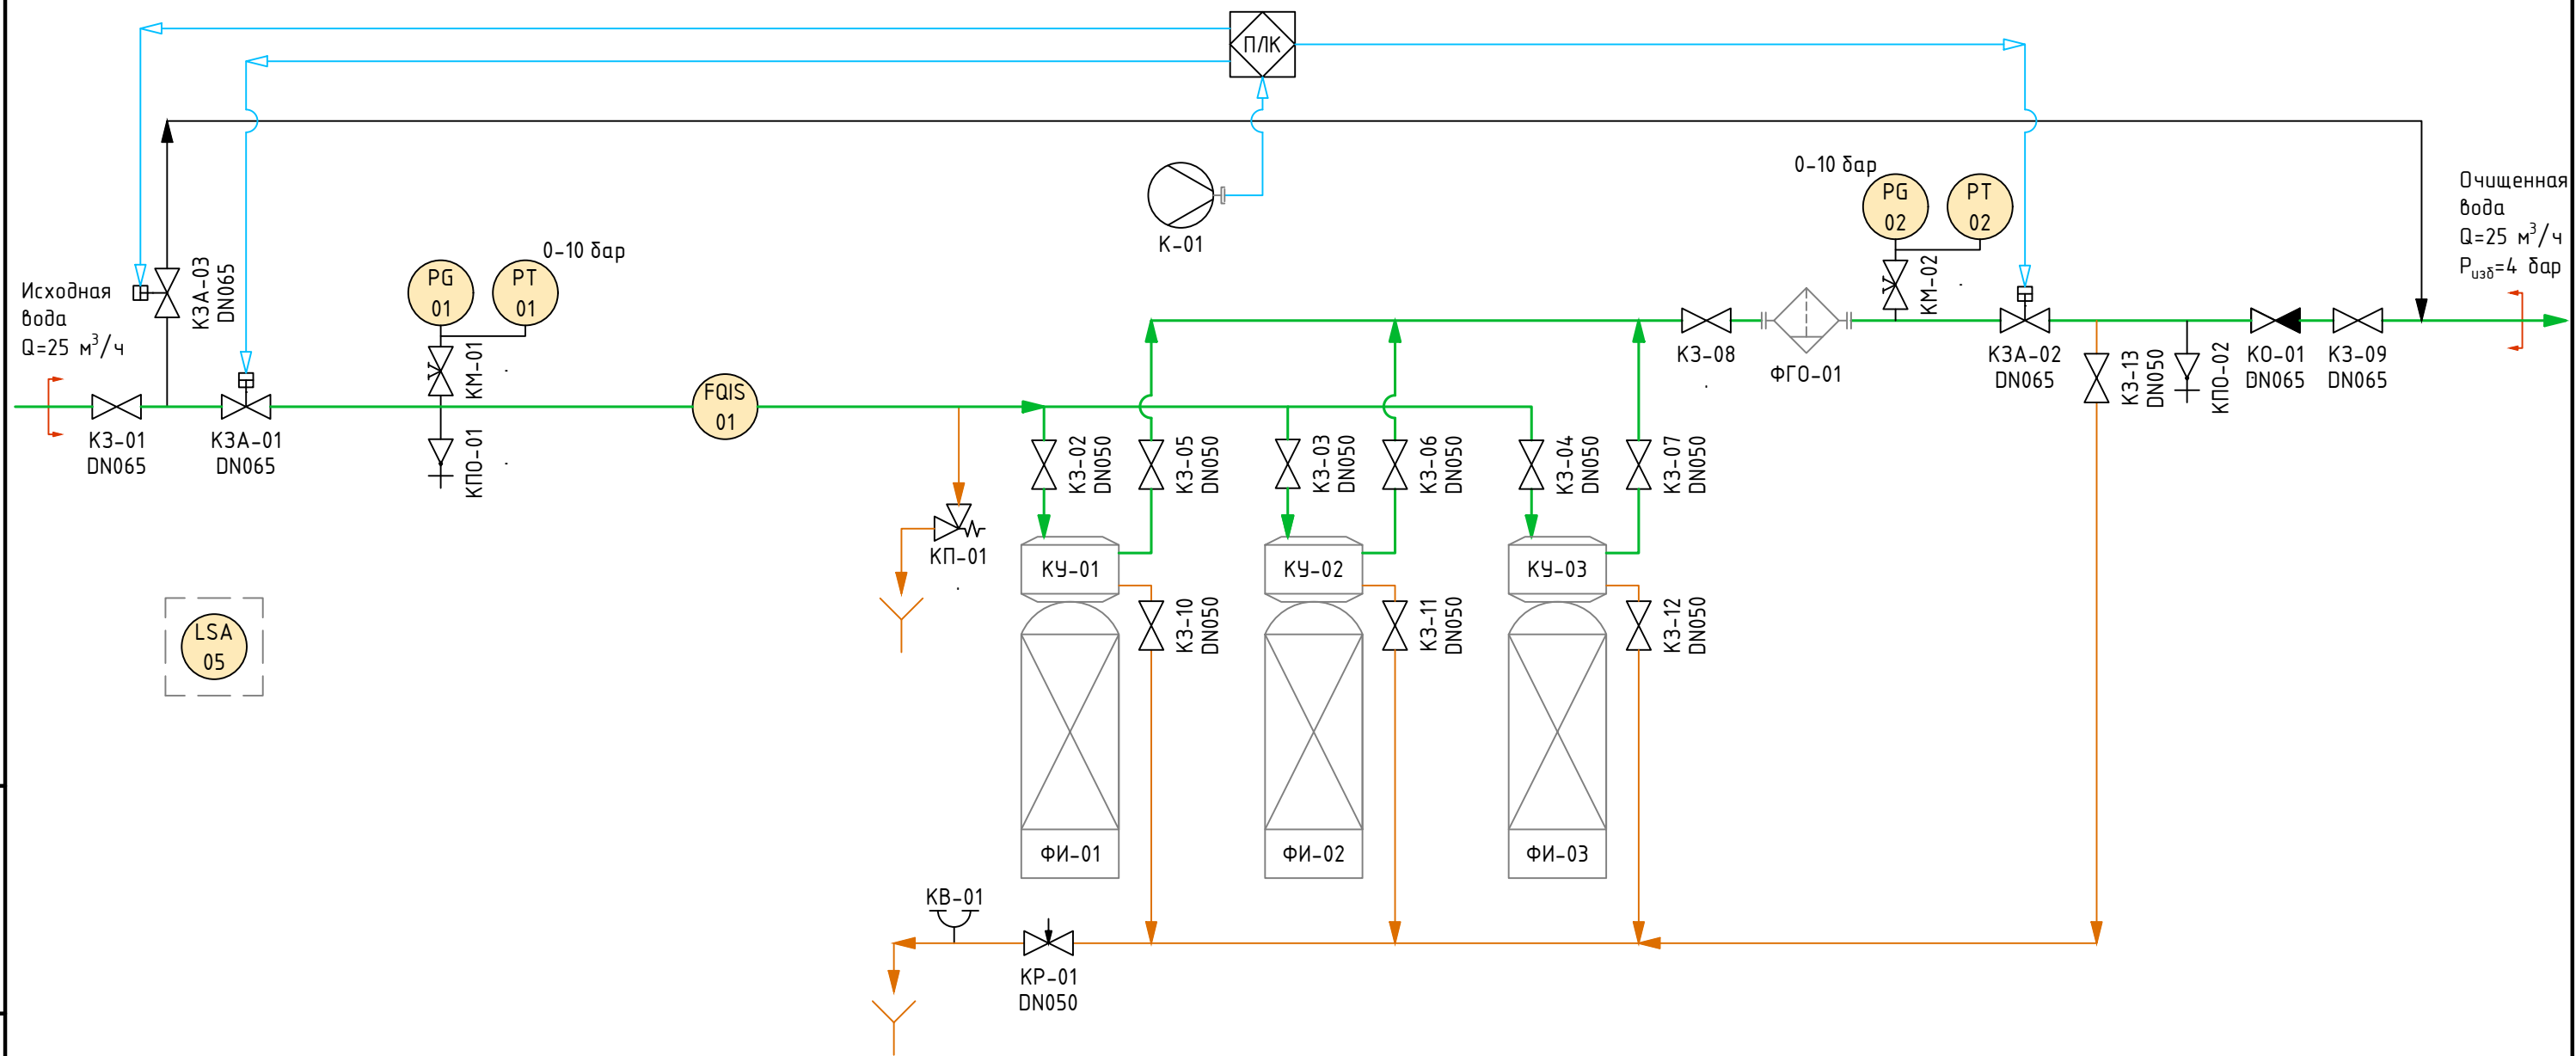 П/ІК
0-10 бар
PG
02
PT
02
КМ-02
Очищенная
вода
Q=25 м³/ч
Pизб=4 бар
К-01
КЗА-03
DN065
0-10 бар
PG
01
PT
01
КМ-01
Исходная
вода
Q=25 м³/ч
КЗ-01
DN065
КЗА-01
DN065
КПО-01
FQIS
01
КЗ-08
ФГО-01
КЗА-02
DN065
КЗ-13
DN050
КПО-02
КО-01
DN065
КЗ-09
DN065
КЗ-02
DN050
КЗ-05
DN050
КЗ-03
DN050
КЗ-06
DN050
КЗ-04
DN050
КЗ-07
DN050
КП-01
КУ-01
КУ-02
КУ-03
КЗ-10
DN050
КЗ-11
DN050
КЗ-12
DN050
LSA
05
ФИ-01
ФИ-02
ФИ-03
КВ-01
КР-01
DN050